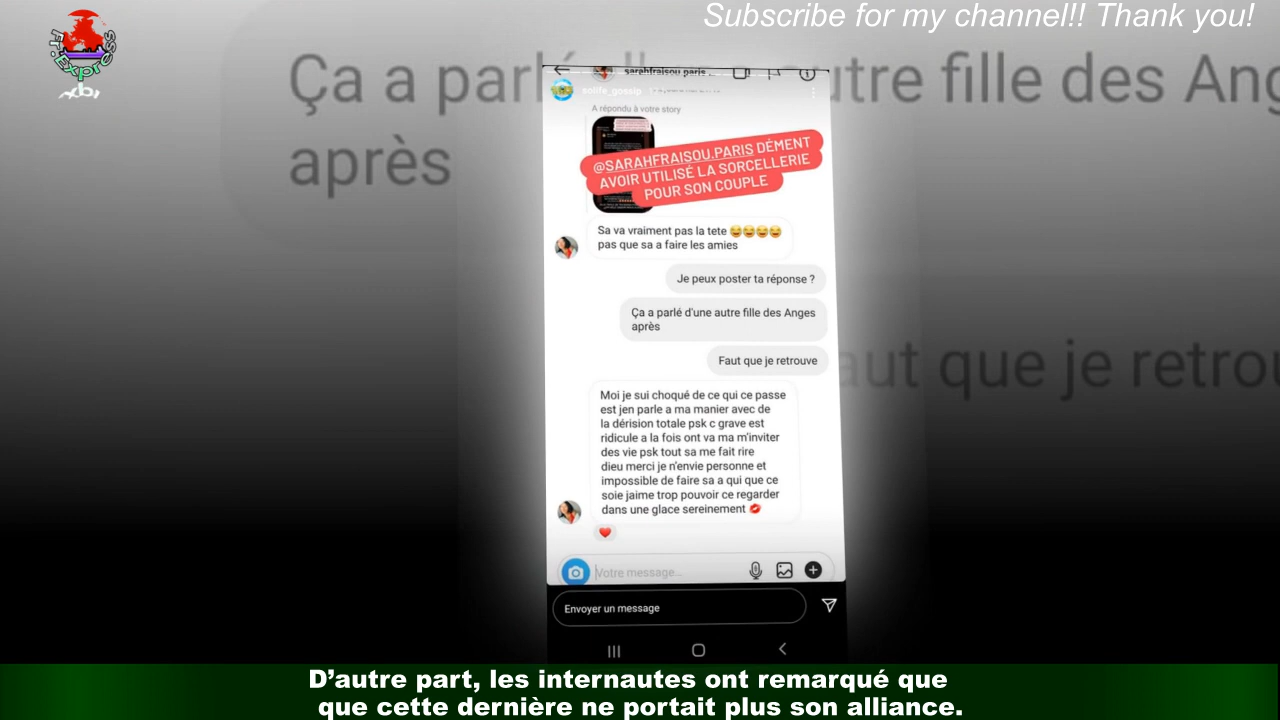 Subscribe for my channel!! Thank you!
Fr.Express
Ça a parlé
autre fille des Ang
après
aut que je retrou
sarahfraisou.paris
solife_gossip
A répondu à votre story
@SARAHFRAISOU.PARIS DÉMENT
AVOIR UTILISÉ LA SORCELLERIE
POUR SON COUPLE
Sa va vraiment pas la tete 😂😂😂😂
pas que sa a faire les amies
Je peux poster ta réponse ?
Ça a parlé d'une autre fille des Anges
après
Faut que je retrouve
Moi je sui choqué de ce qui ce passe
est jen parle a ma manier avec de
la dérision totale psk c grave est
ridicule a la fois ont va ma m'inviter
des vie psk tout sa me fait rire
dieu merci je n'envie personne et
impossible de faire sa a qui que ce
soie jaime trop pouvoir ce regarder
dans une glace sereinement 💋
❤️
Votre message...
Envoyer un message
D'autre part, les internautes ont remarqué que
que cette dernière ne portait plus son alliance.